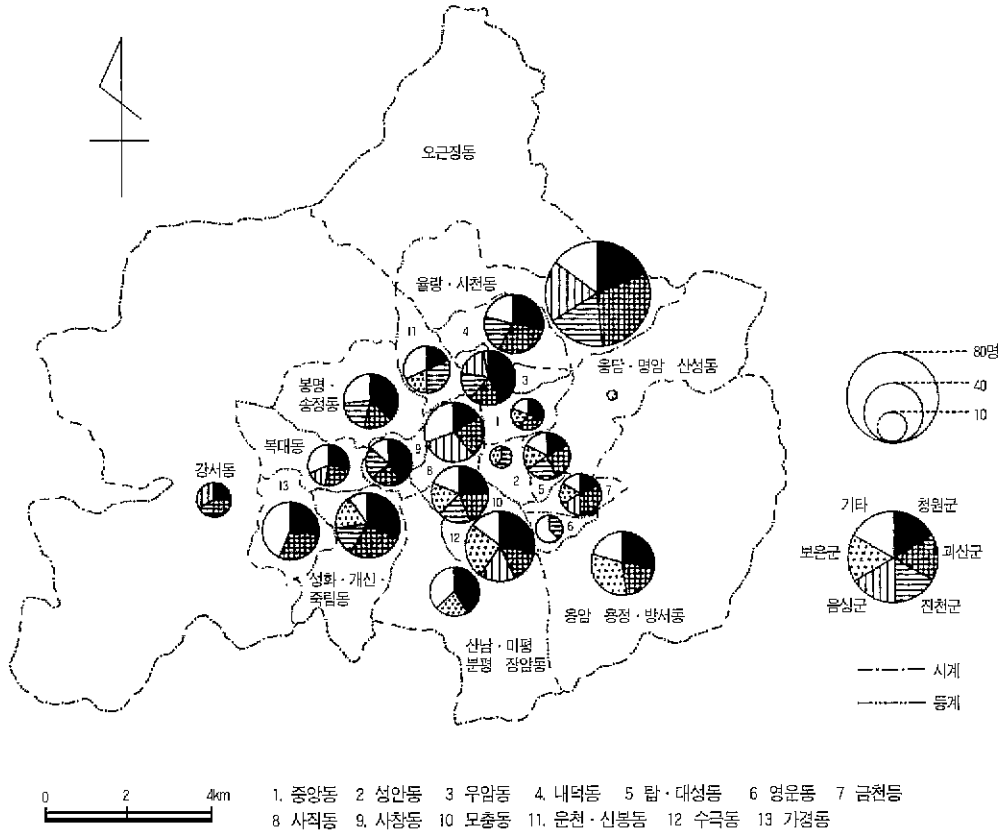 오근장동
율량·사천동
11
4
3
용담·명암 산성동
80명
40
10
봉명·
송정동
1
9
복대동
8
2
강서동
13
5
7
10
6
12
기타
청원군
보은군
괴산군
음성군
진천군
성화·개신·
죽림동
용암 용정·방서동
산남·미평
분평 장암동
시계
동계
0 2 4km
1. 중앙동 2 성안동 3 우암동 4. 내덕동 5 탑·대성동 6 영운동 7 금천동
8 사직동 9. 사창동 10 모충동 11. 운천·신봉동 12 수곡동 13 가경동